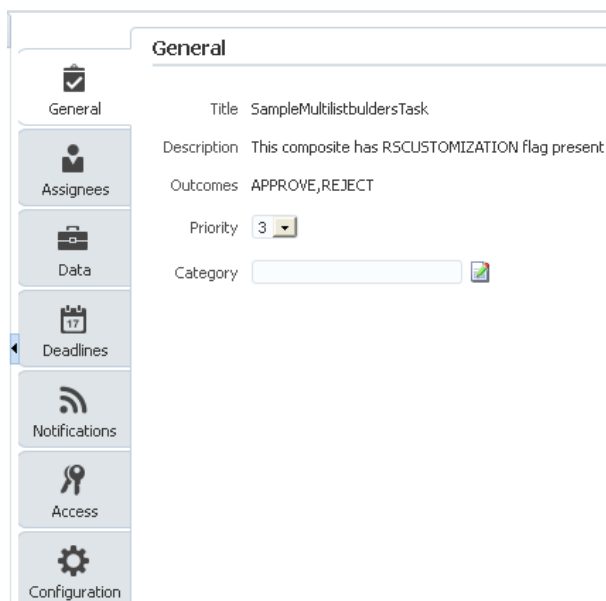 General
General
Title SampleMultilistbuldersTask
Description This composite has RSCUSTOMIZATION flag present
Assignees
Outcomes APPROVE,REJECT
Priority 3
Data
Category
17
Deadlines
Notifications
Access
Configuration